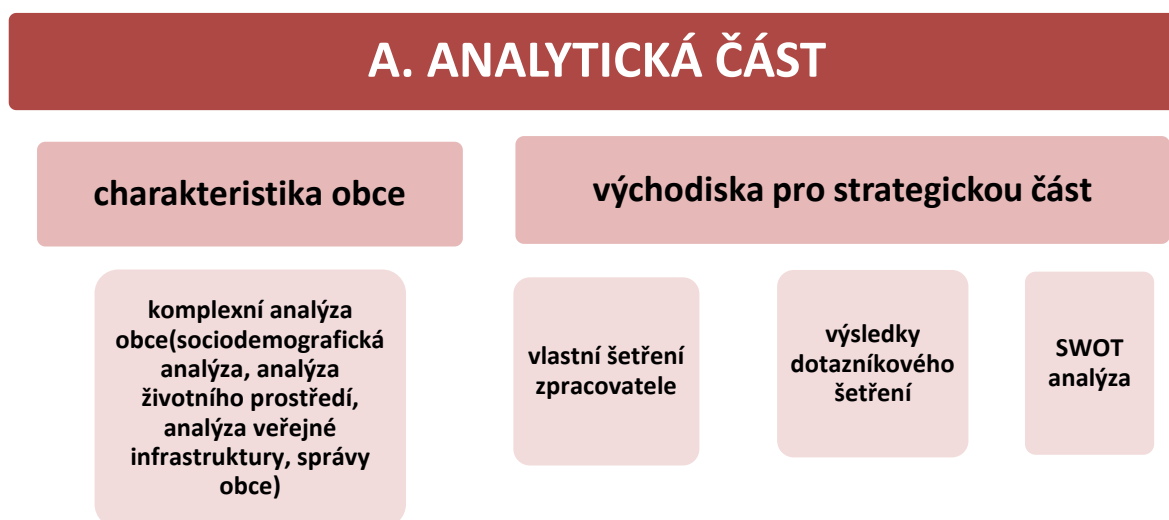 A. ANALYTICKÁ ČÁST
charakteristika obce
východiska pro strategickou část
komplexní analýza
obce(sociodemografická
analýza, analýza
životního prostředí,
analýza veřejné
infrastruktury, správy
obce)
vlastní šetření
zpracovatele
výsledky
dotazníkového
šetření
SWOT
analýza